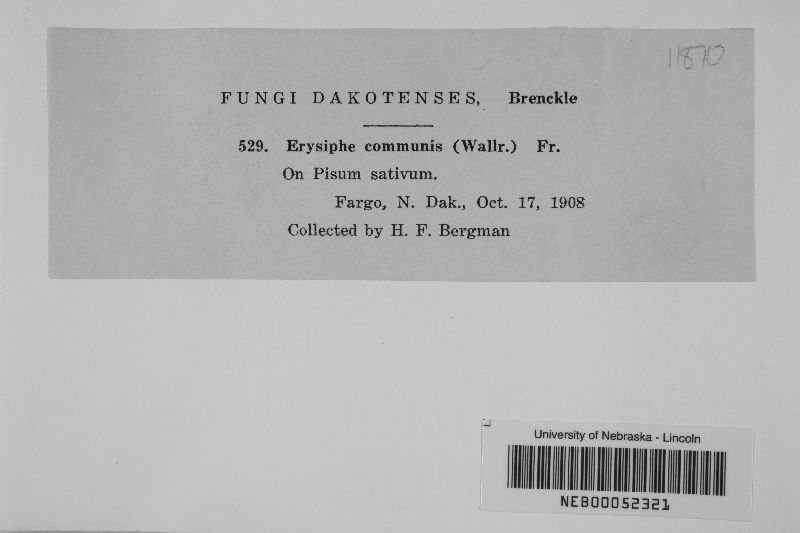 11870
FUNGI DAKOTENSES, Brenckle
529. Erysiphe communis (Wallr.) Fr.
On Pisum sativum.
Fargo, N. Dak., Oct. 17, 1908
Collected by H. F. Bergman
University of Nebraska - Lincoln
NEB00052321